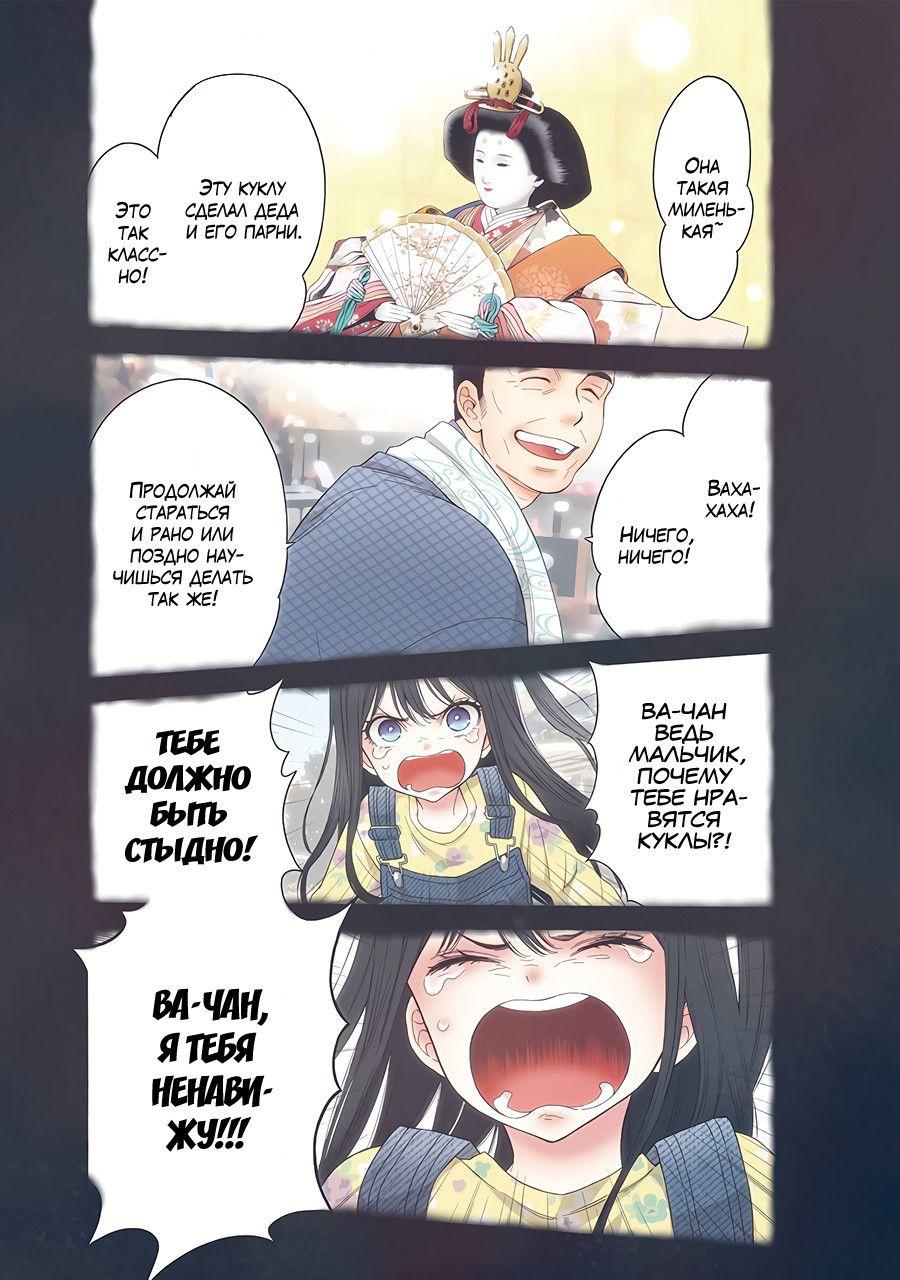 Она
такая
милень-
кая~
Эту куклу
сделал деда
и его парни.
Это
так
класс-
но!
Ваха-
хаха!
Ничего,
ничего!
Продолжай
стараться
и рано или
поздно нау-
чишься делать
так же!
Ва-чан
ведь
мальчик,
почему
тебе нра-
вятся
куклы?!
Тебе
должно
быть
стыдно!
Ва-чан,
я тебя
ненави-
жу!!!